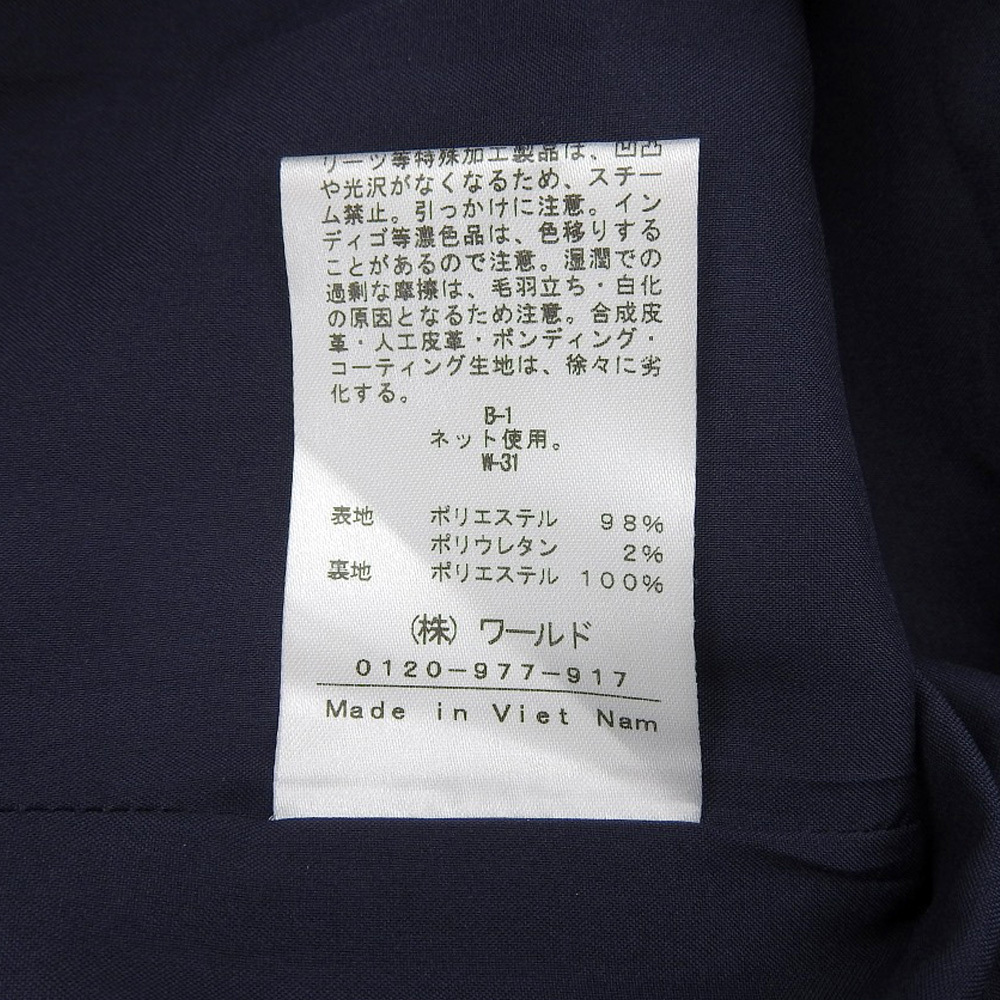 リーツ等特殊加工製品は、凹凸
や光沢がなくなるため、スチー
ム禁止。引っかけに注意。イン
ディゴ等濃色品は、色移りする
ことがあるので注意。湿潤での
過剰な摩擦は、毛羽立ち・白化
の原因となるため注意。合成皮
革・人工皮革・ボンディング・
コーティング生地は、徐々に劣
化する。
B-1
ネット使用。
W-31
表地 ポリエステル 98%
ポリウレタン 2%
裏地 ポリエステル 100%
(株) ワールド
0120-977-917
Made in Viet Nam